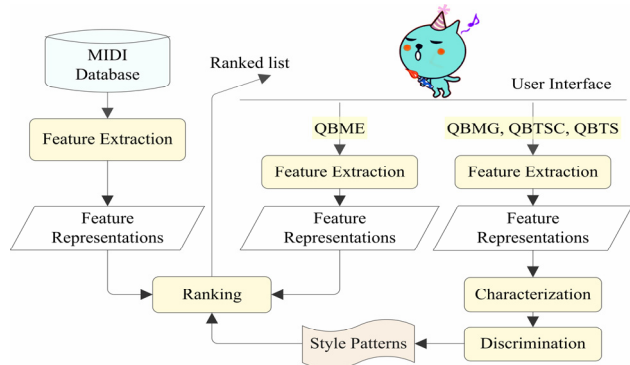 MIDI
Database
Ranked list
User Interface
QBME
QBMG, QBTSC, QBTS
Feature Extraction
Feature Extraction
Feature Extraction
Feature
Representations
Feature
Representations
Feature
Representations
Ranking
Characterization
Style Patterns
Discrimination